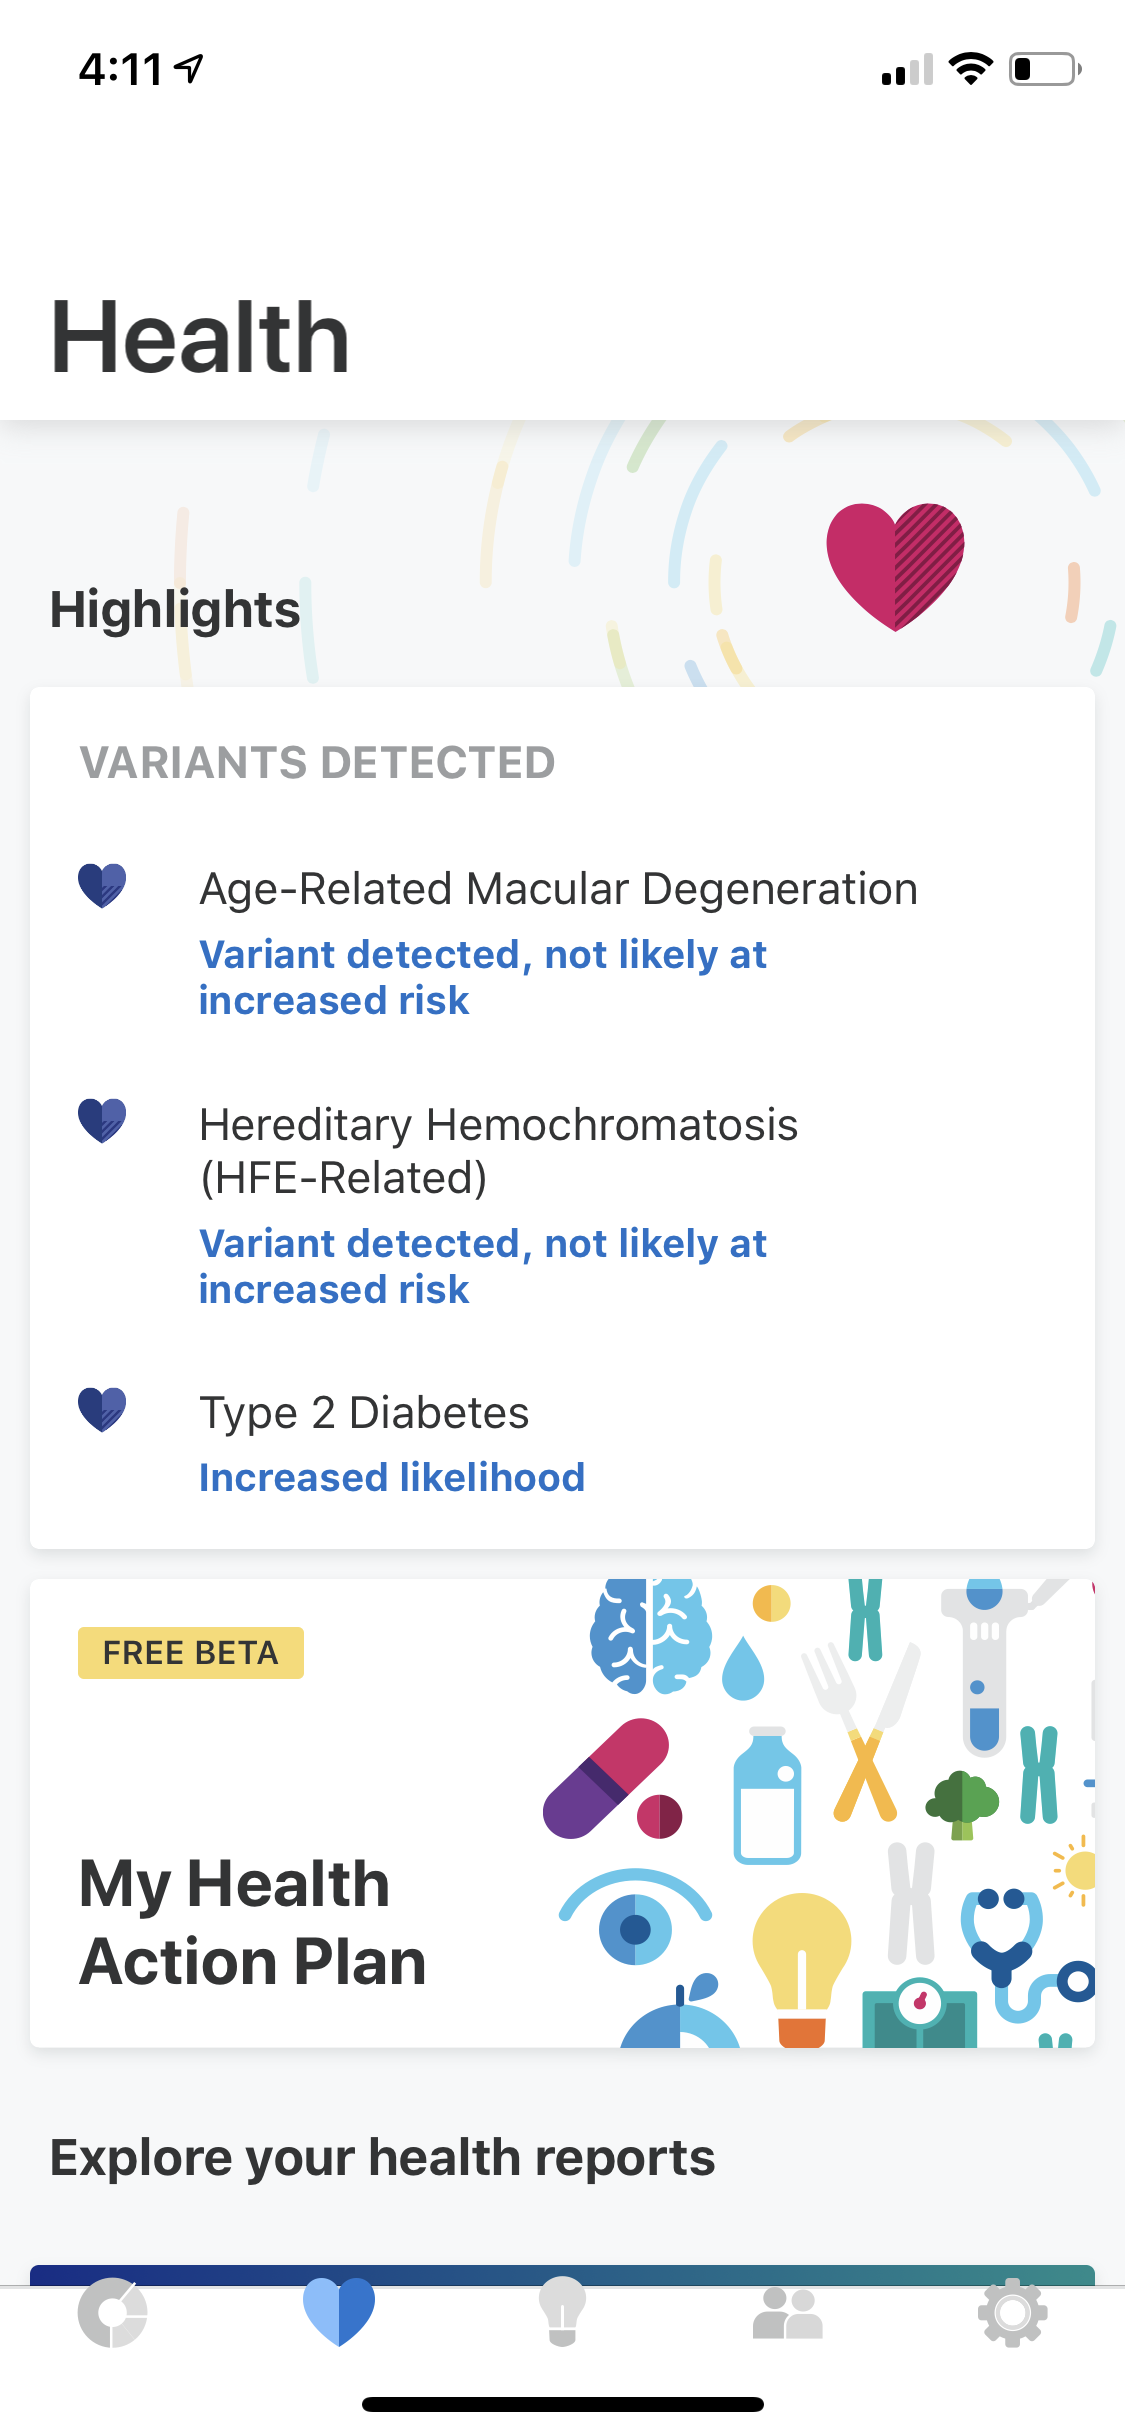 4:11
Health
Highlights
VARIANTS DETECTED
Age-Related Macular Degeneration
Variant detected, not likely at
increased risk
Hereditary Hemochromatosis
(HFE-Related)
Variant detected, not likely at
increased risk
Type 2 Diabetes
Increased likelihood
FREE BETA
My Health
Action Plan
Explore your health reports